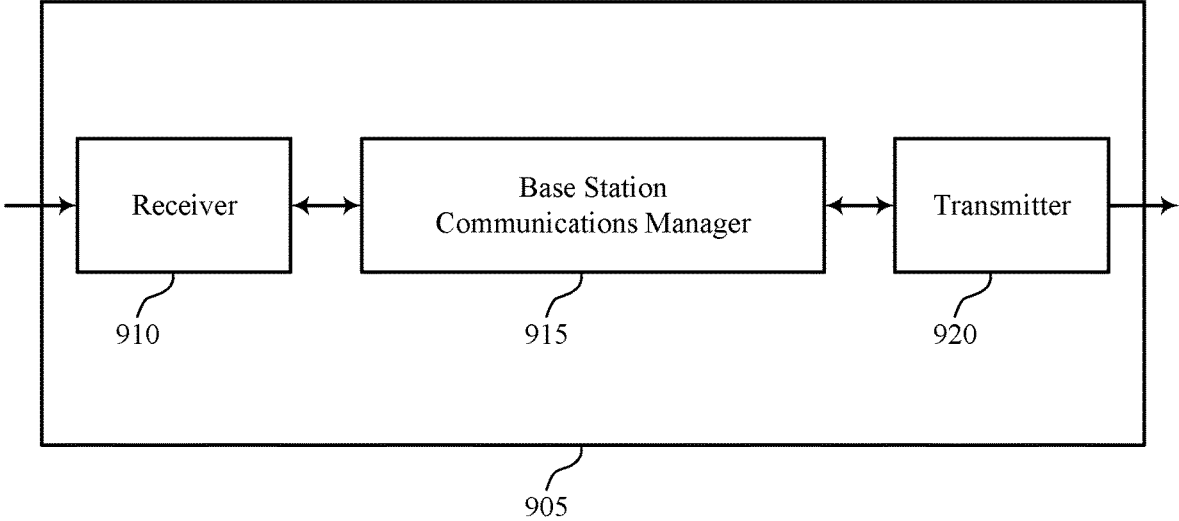 Receiver
Base Station
Communications Manager
Transmitter
910
915
920
905